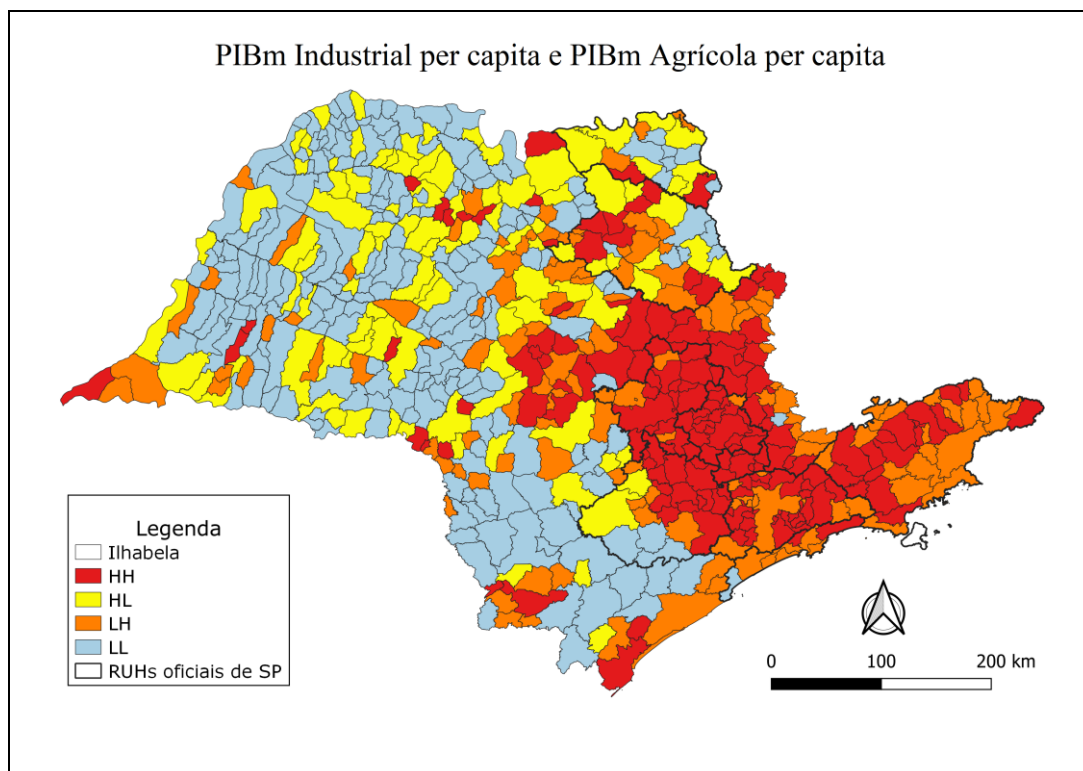 PIBm Industrial per capita e PIBm Agrícola per capita
Legenda
Ilhabela
HH
HL
LH
LL
RUHs oficiais de SP
0 100 200 km